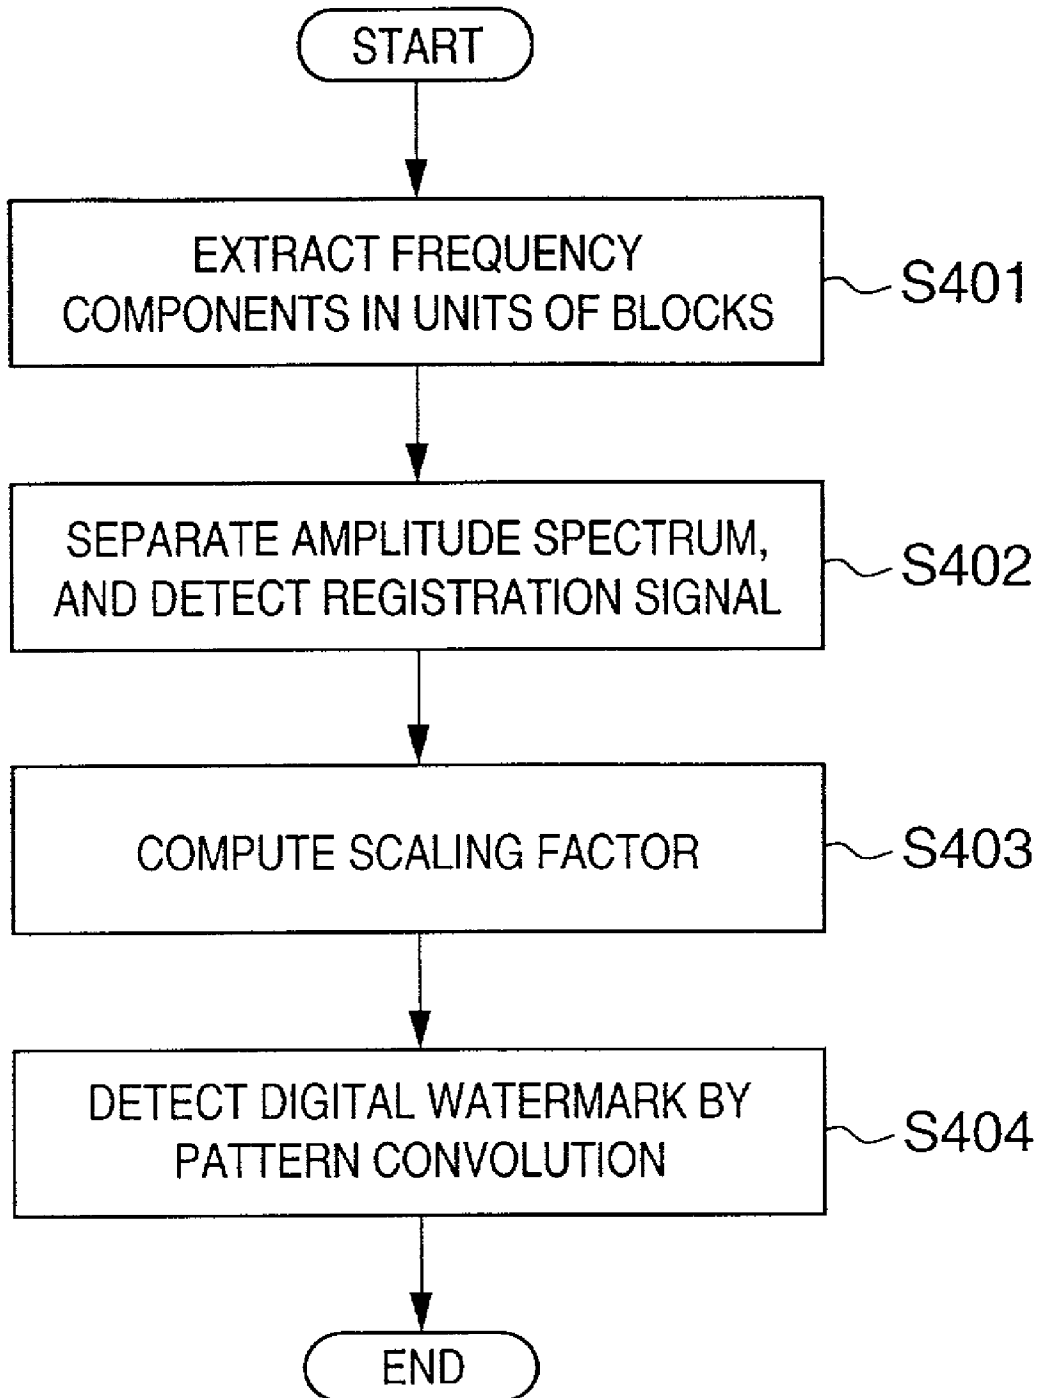 START
EXTRACT FREQUENCY
COMPONENTS IN UNITS OF BLOCKS
S401
SEPARATE AMPLITUDE SPECTRUM,
AND DETECT REGISTRATION SIGNAL
S402
COMPUTE SCALING FACTOR
S403
DETECT DIGITAL WATERMARK BY
PATTERN CONVOLUTION
S404
END